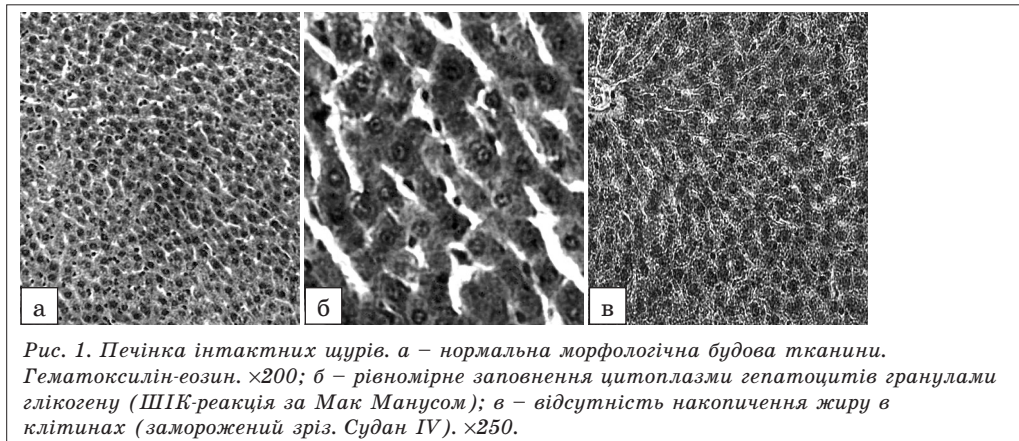 а
б
в
Рис. 1. Печінка інтактних щурів. а – нормальна морфологічна будова тканини.
Гематоксилін-еозин. ×200; б – рівномірне заповнення цитоплазми гепатоцитів гранулами
глікогену (ШІК-реакція за Мак Манусом); в – відсутність накопичення жиру в
клітинах (заморожений зріз. Судан IV). ×250.